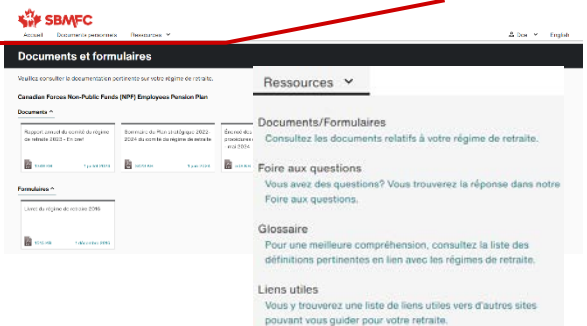 SBMFC
Accueil Documents personnels Ressources
Doe English
Documents et formulaires
Veuillez consulter la documentation pertinente sur votre régime de retraite.
Canadian Forces Non-Public Funds (NPF) Employees Pension Plan
Documents
Rapport annuel du comité du régime
de retraite 2023 - En bref
Sommaire du Plan stratégique 2022
2024 du comité du régime de retraite
procédures
mai 2024
Formulaires
Livret du régime de retraite 2016
Ressources
Documents/Formulaires
Consultez les documents relatifs à votre régime de retraite.
Foire aux questions
Vous avez des questions? Vous trouverez la réponse dans notre
Foire aux questions.
Glossaire
Pour une meilleure compréhension, consultez la liste des
définitions pertinentes en lien avec les régimes de retraite.
Liens utiles
Vous y trouverez une liste de liens utiles vers d'autres sites
pouvant vous guider pour votre retraite.